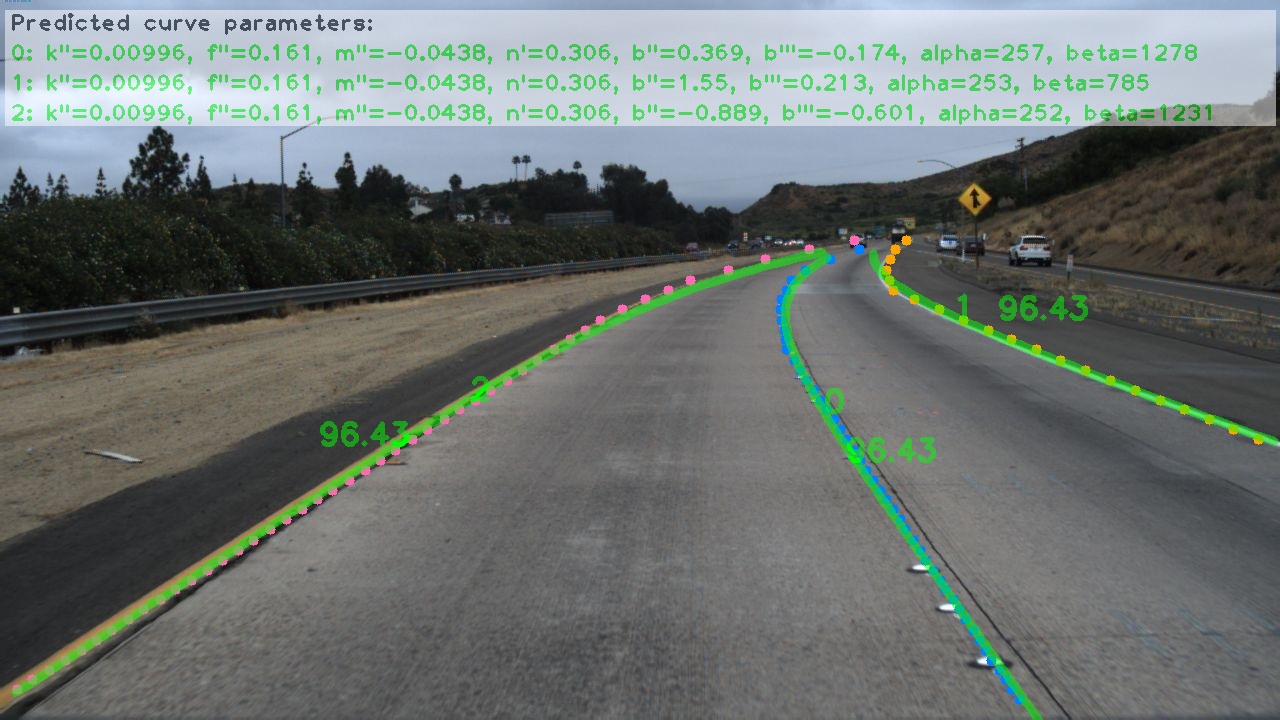 Predicted curve parameters:
0: k''=0.00996, f''=0.161, m''=-0.0438, n'=0.306, b''=0.369, b'''=-0.174, alpha=257, beta=1278
1: k''=0.00996, f''=0.161, m''=-0.0438, n'=0.306, b''=1.55, b'''=0.213, alpha=253, beta=785
2: k''=0.00996, f''=0.161, m''=-0.0438, n'=0.306, b''=-0.889, b'''=-0.601, alpha=252, beta=1231
1 96.43
2
0
96.43
96.43